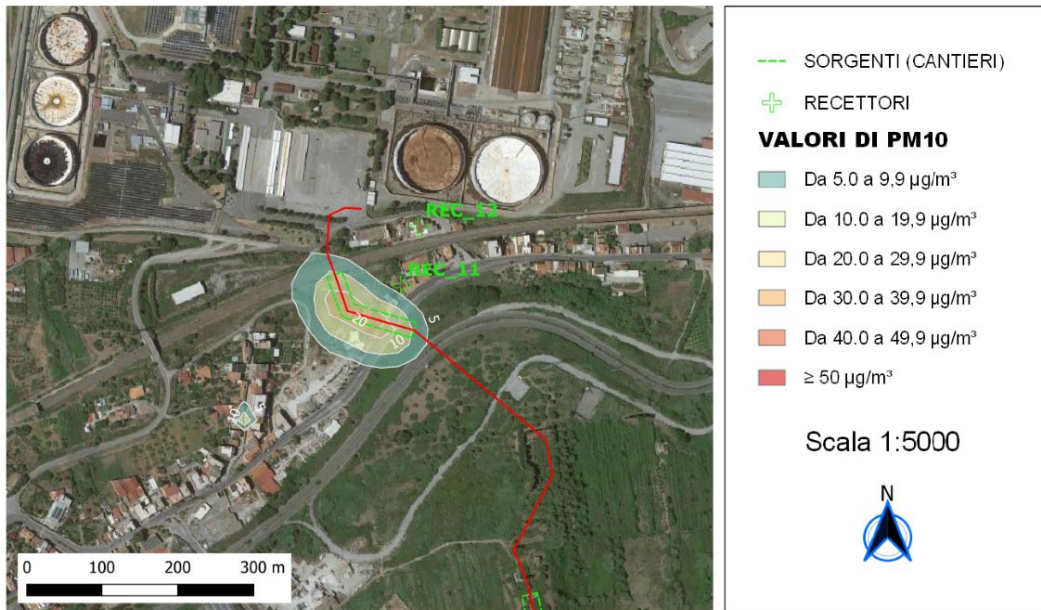 REC_12
REC_11
5
20
10
10
5
0 100 200 300 m
SORGENTI (CANTIERI)
RECETTORI
VALORI DI PM10
Da 5.0 a 9,9 µg/m³
Da 10.0 a 19,9 µg/m³
Da 20.0 a 29,9 µg/m³
Da 30.0 a 39,9 µg/m³
Da 40.0 a 49,9 µg/m³
≥ 50 µg/m³
Scala 1:5000
N